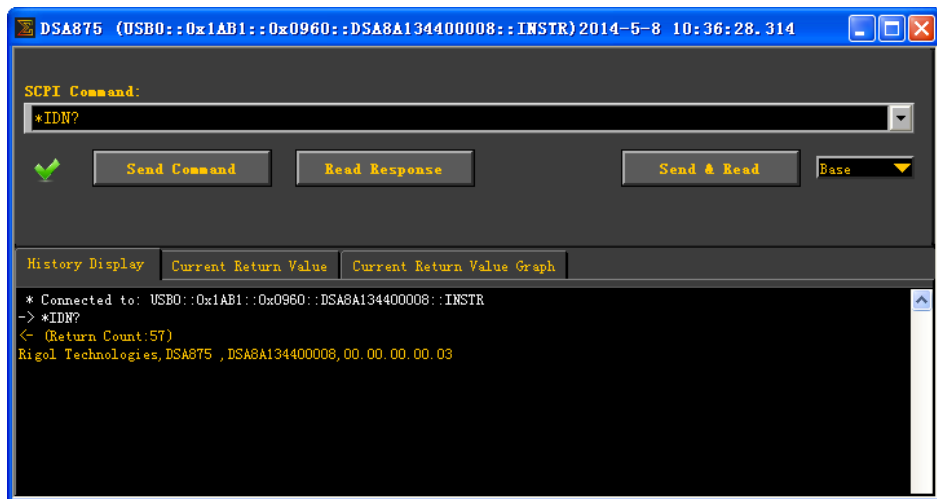 DSA875 (USB0::0x1AB1::0x0960::DSA8A134400008::INSTR)2014-5-8 10:36:28.314
SCPI Command:
*IDN?
Send Command
Read Response
Send & Read
Base
History Display
Current Return Value
Current Return Value Graph
* Connected to: USB0::0x1AB1::0x0960::DSA8A134400008::INSTR
-> *IDN?
<- (Return Count:57)
Rigol Technologies,DSA875 ,DSA8A134400008,00.00.00.00.03